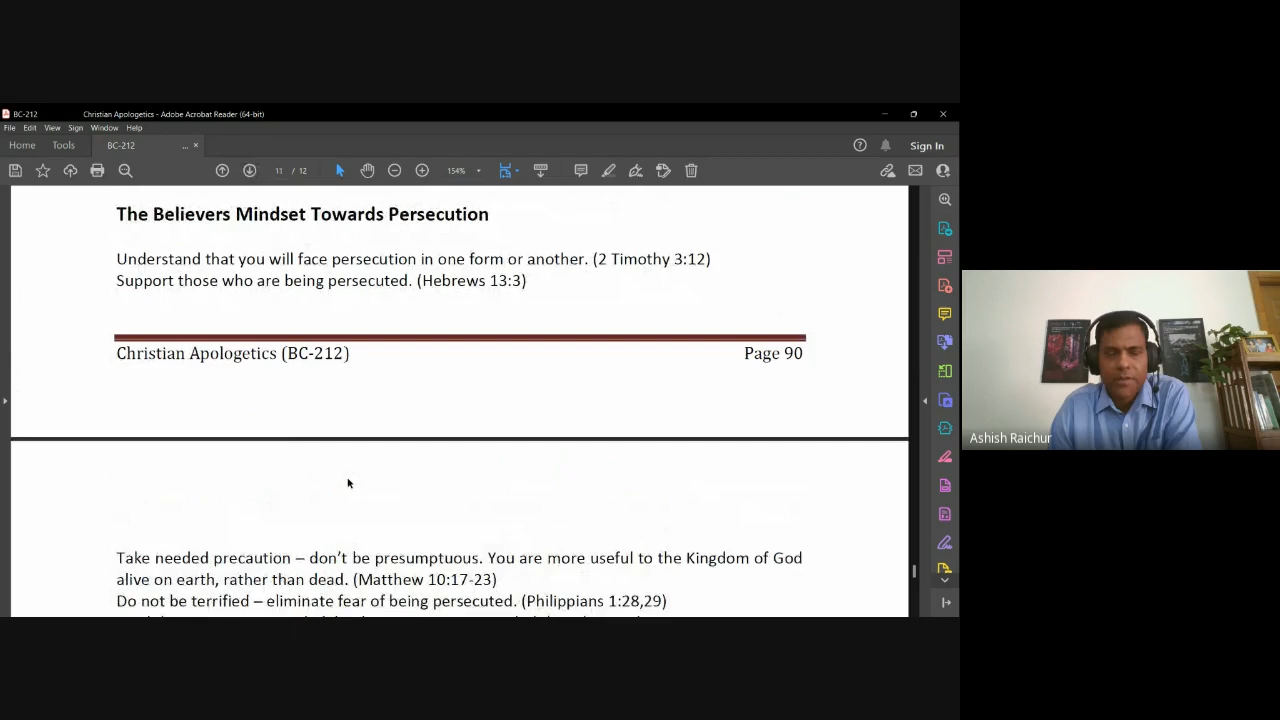 BC-212 Christian Apologetics - Adobe Acrobat Reader (64-bit)
File Edit View Sign Window Help
Home Tools BC-212 ... × Sign In
11 / 12 154%
The Believers Mindset Towards Persecution
Understand that you will face persecution in one form or another. (2 Timothy 3:12)
Support those who are being persecuted. (Hebrews 13:3)
Christian Apologetics (BC-212) Page 90
Take needed precaution – don't be presumptuous. You are more useful to the Kingdom of God
alive on earth, rather than dead. (Matthew 10:17-23)
Do not be terrified – eliminate fear of being persecuted. (Philippians 1:28,29)
Ashish Raichur